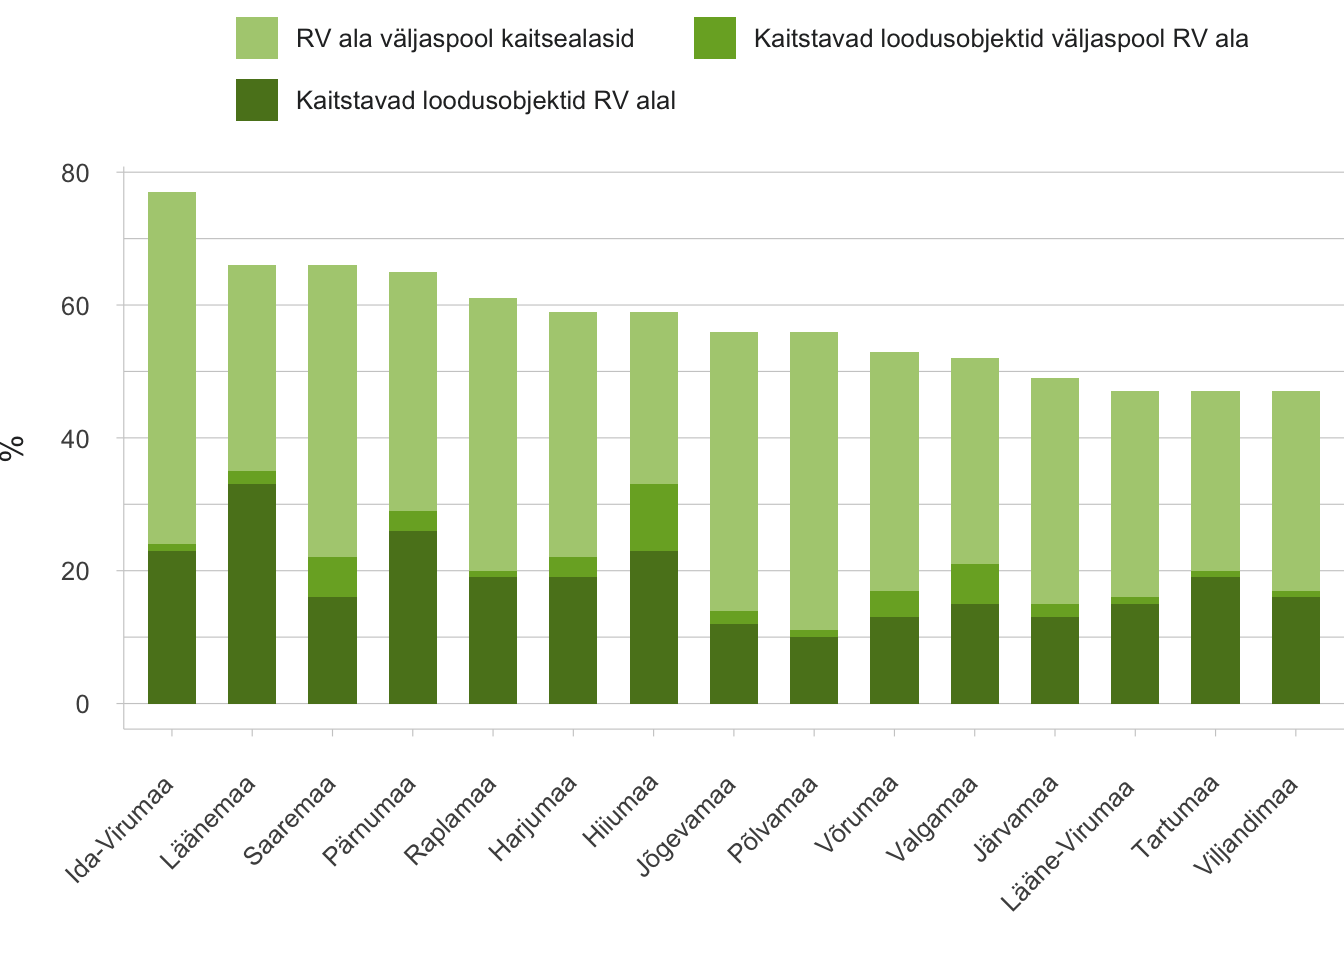 RV ala väljaspool kaitsealasid
Kaitstavad loodusobjektid väljaspool RV ala
Kaitstavad loodusobjektid RV alal
80
60
40
20
0
%
Ida-Virumaa
Läänemaa
Saaremaa
Pärnumaa
Raplamaa
Harjumaa
Hiiumaa
Jõgevamaa
Põlvamaa
Võrumaa
Valgamaa
Järvamaa
Lääne-Virumaa
Tartumaa
Viljandimaa